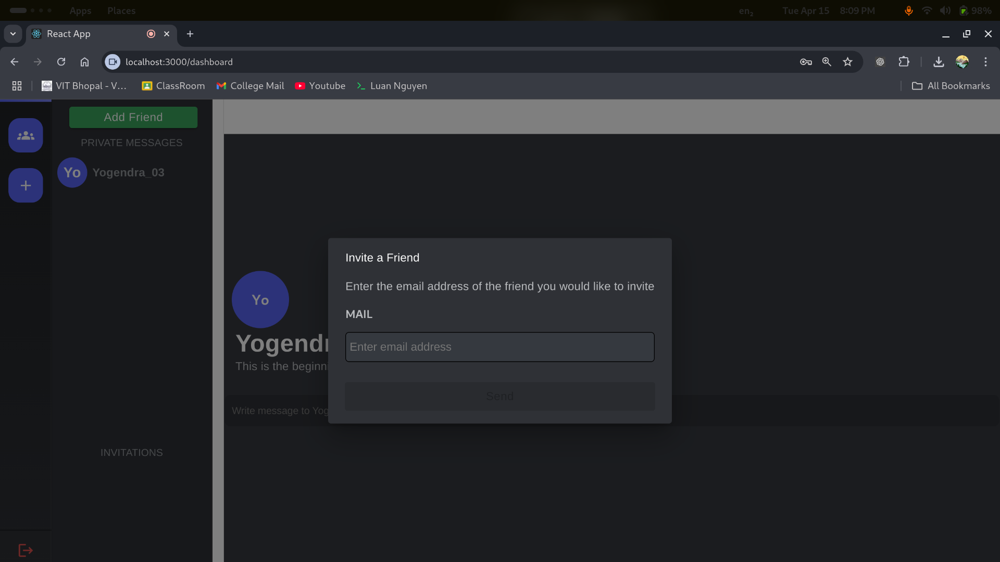 Apps Places en₂ Tue Apr 15 8:09 PM 98%
React App
localhost:3000/dashboard
VIT Bhopal - V... ClassRoom College Mail Youtube Luan Nguyen All Bookmarks
Add Friend
PRIVATE MESSAGES
Yo Yogendra_03
Invite a Friend
Enter the email address of the friend you would like to invite
MAIL
Enter email address
Send
Yo
Yogendr
This is the beginn
Write message to Yog
INVITATIONS